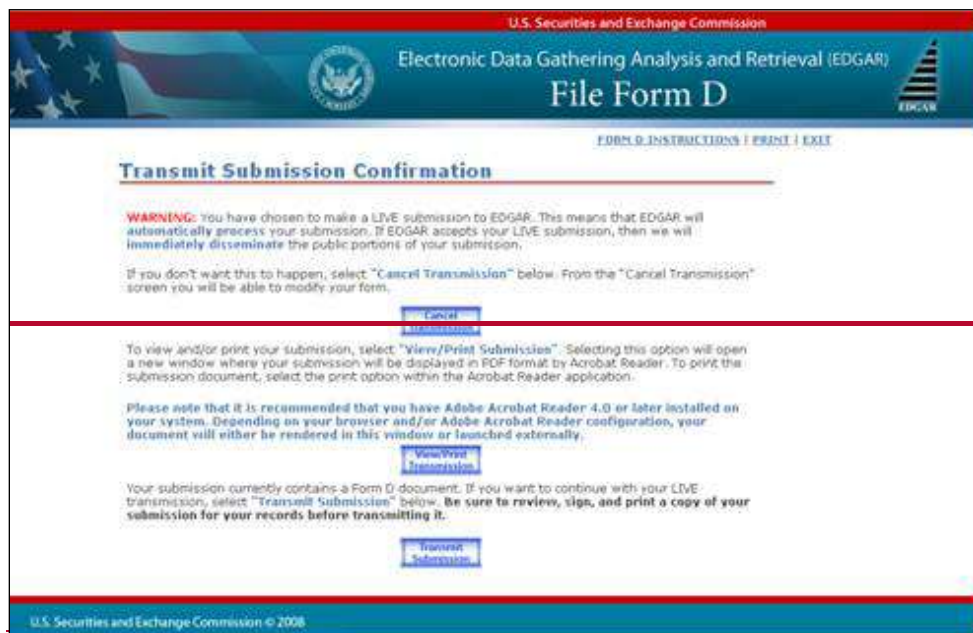 U.S. Securities and Exchange Commission
Electronic Data Gathering Analysis and Retrieval (EDGAR)
File Form D
EDGAR
FORM D INSTRUCTIONS | PRINT | EXIT
Transmit Submission Confirmation
WARNING: You have chosen to make a LIVE submission to EDGAR. This means that EDGAR will
automatically process your submission. If EDGAR accepts your LIVE submission, then we will
immediately disseminate the public portions of your submission.
If you don't want this to happen, select "Cancel Transmission" below. From the "Cancel Transmission"
screen you will be able to modify your form.
Cancel
Transmission
To view and/or print your submission, select "View/Print Submission". Selecting this option will open
a new window where your submission will be displayed in PDF format by Acrobat Reader. To print the
submission document, select the print option within the Acrobat Reader application.
Please note that it is recommended that you have Adobe Acrobat Reader 4.0 or later installed on
your system. Depending on your browser and/or Adobe Acrobat Reader configuration, your
document will either be rendered in this window or launched externally.
View/Print
Transmission
Your submission currently contains a Form D document. If you want to continue with your LIVE
transmission, select "Transmit Submission" below. Be sure to review, sign, and print a copy of your
submission for your records before transmitting it.
Transmit
Submission
U.S. Securities and Exchange Commission © 2008